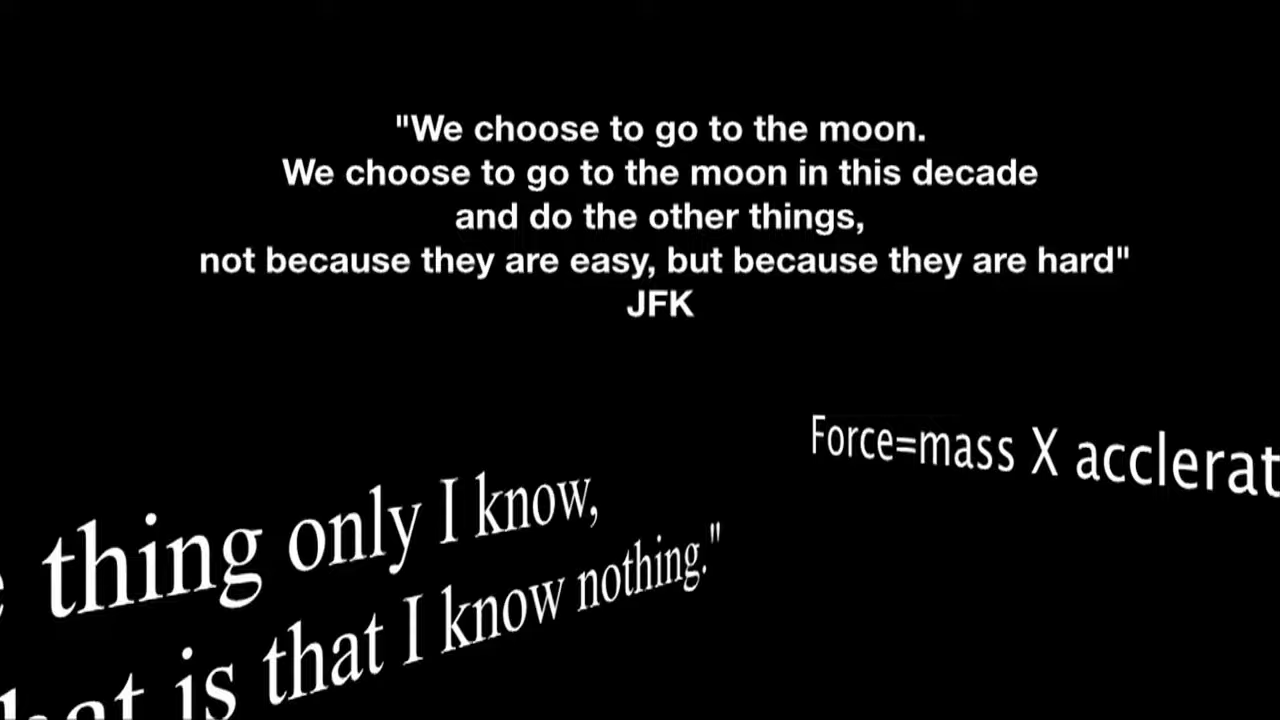 "We choose to go to the moon.
We choose to go to the moon in this decade
and do the other things,
not because they are easy, but because they are hard"
JFK
Force=mass X acclerat
thing only I know,
is that I know nothing."